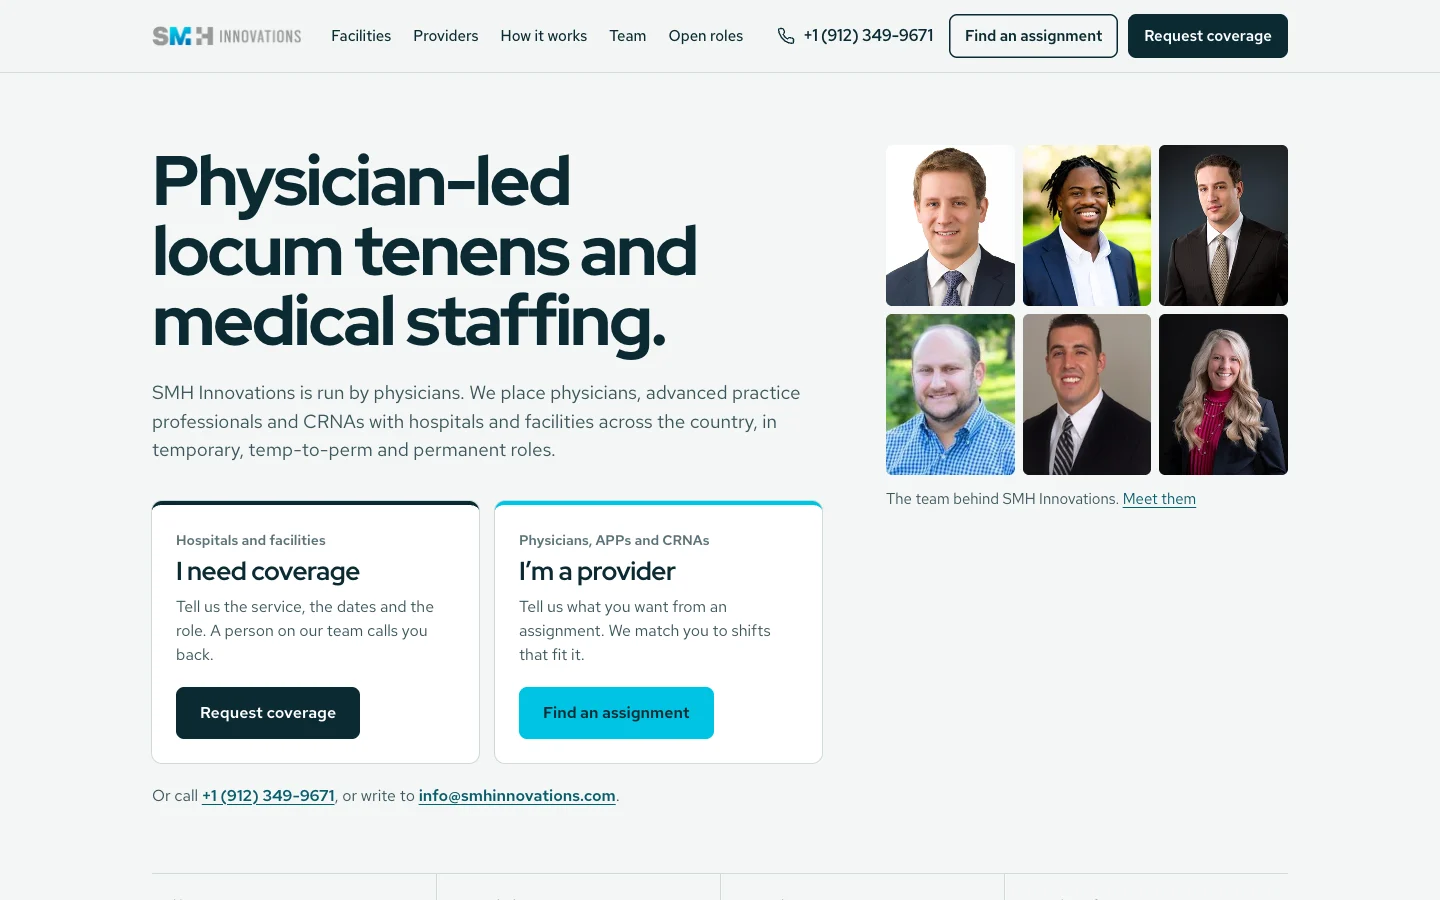 SMH INNOVATIONS
Facilities
Providers
How it works
Team
Open roles
+1 (912) 349-9671
Find an assignment
Request coverage
Physician-led
locum tenens and
medical staffing.
SMH Innovations is run by physicians. We place physicians, advanced practice
professionals and CRNAs with hospitals and facilities across the country, in
temporary, temp-to-perm and permanent roles.
The team behind SMH Innovations. Meet them
Hospitals and facilities
I need coverage
Tell us the service, the dates and the
role. A person on our team calls you
back.
Request coverage
Physicians, APPs and CRNAs
I’m a provider
Tell us what you want from an
assignment. We match you to shifts
that fit it.
Find an assignment
Or call +1 (912) 349-9671, or write to info@smhinnovations.com.